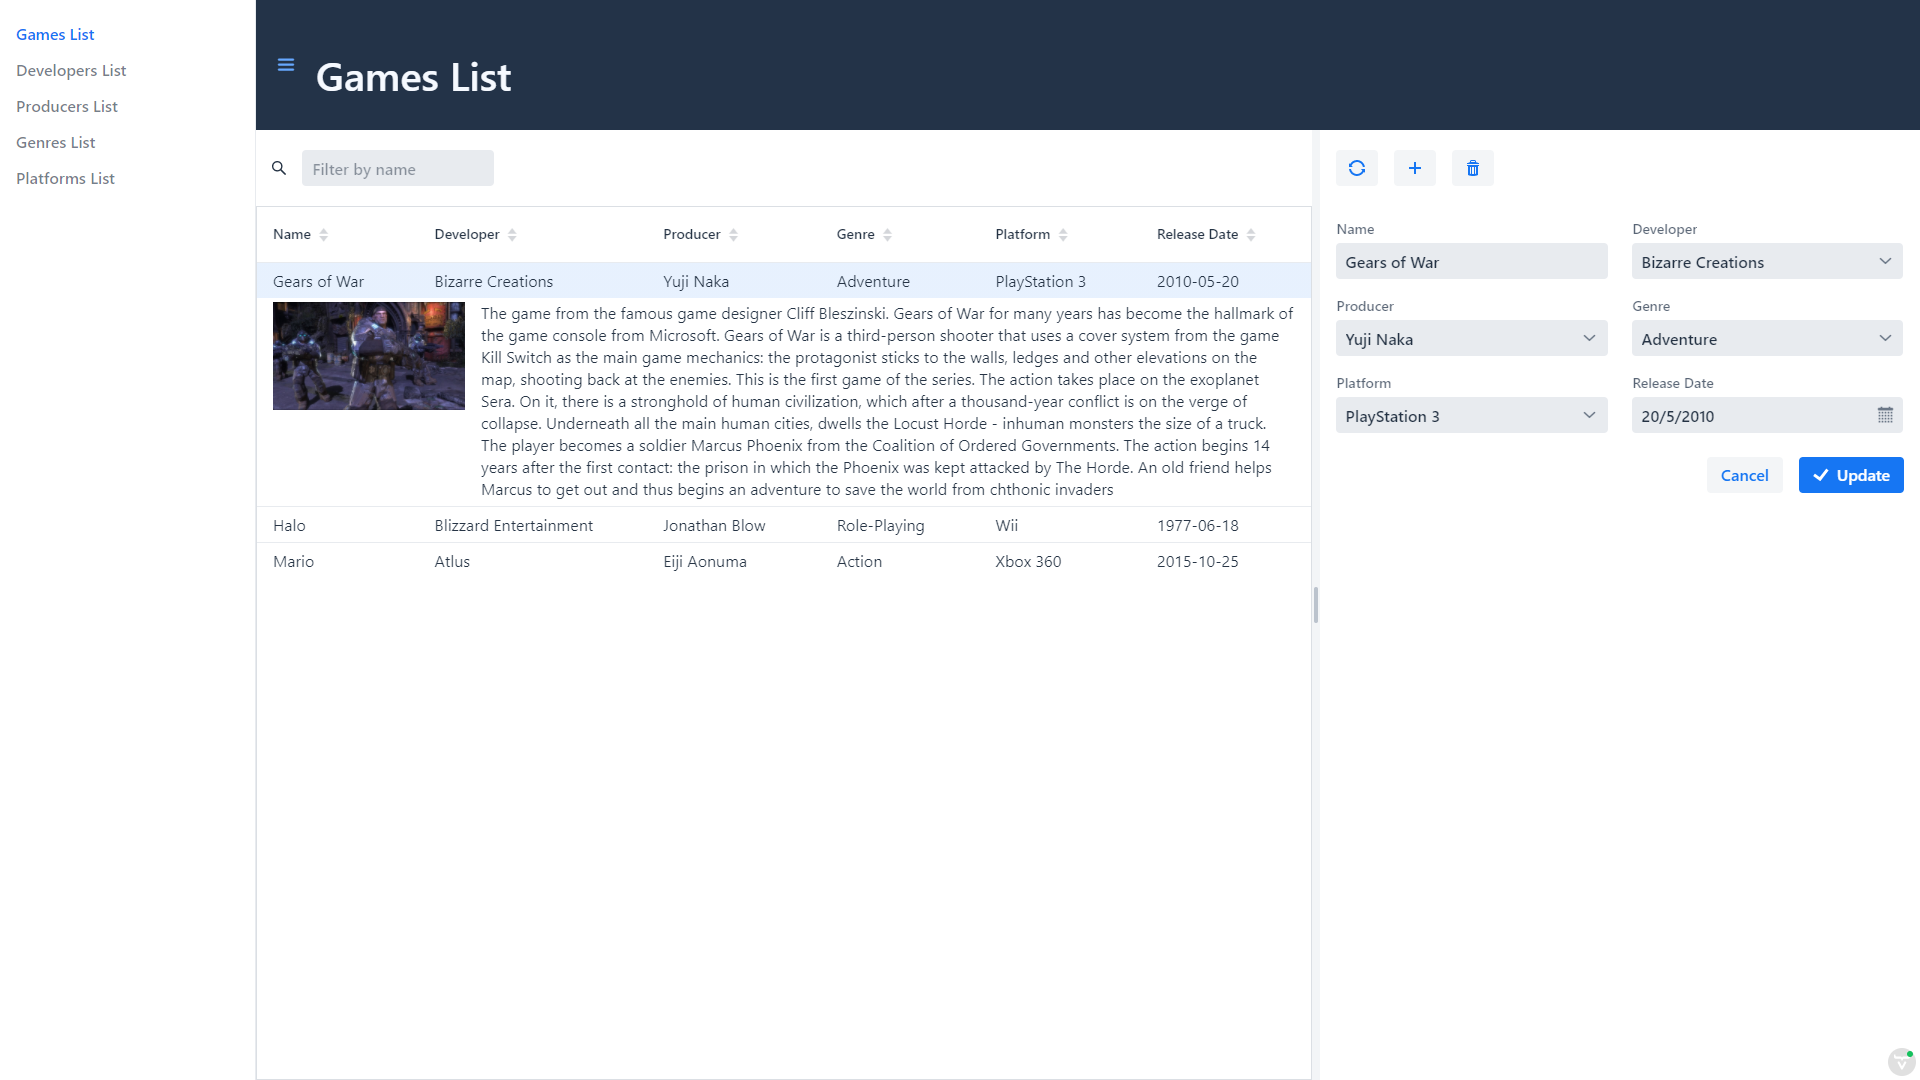 Games List
Developers List
Producers List
Genres List
Platforms List
Games List
Filter by name
Name Developer Producer Genre Platform Release Date
Gears of War Bizarre Creations Yuji Naka Adventure PlayStation 3 2010-05-20
The game from the famous game designer Cliff Bleszinski. Gears of War for many years has become the hallmark of
the game console from Microsoft. Gears of War is a third-person shooter that uses a cover system from the game
Kill Switch as the main game mechanics: the protagonist sticks to the walls, ledges and other elevations on the
map, shooting back at the enemies. This is the first game of the series. The action takes place on the exoplanet
Sera. On it, there is a stronghold of human civilization, which after a thousand-year conflict is on the verge of
collapse. Underneath all the main human cities, dwells the Locust Horde - inhuman monsters the size of a truck.
The player becomes a soldier Marcus Phoenix from the Coalition of Ordered Governments. The action begins 14
years after the first contact: the prison in which the Phoenix was kept attacked by The Horde. An old friend helps
Marcus to get out and thus begins an adventure to save the world from chthonic invaders
Halo Blizzard Entertainment Jonathan Blow Role-Playing Wii 1977-06-18
Mario Atlus Eiji Aonuma Action Xbox 360 2015-10-25
Name Developer
Gears of War Bizarre Creations
Producer Genre
Yuji Naka Adventure
Platform Release Date
PlayStation 3 20/5/2010
Cancel Update